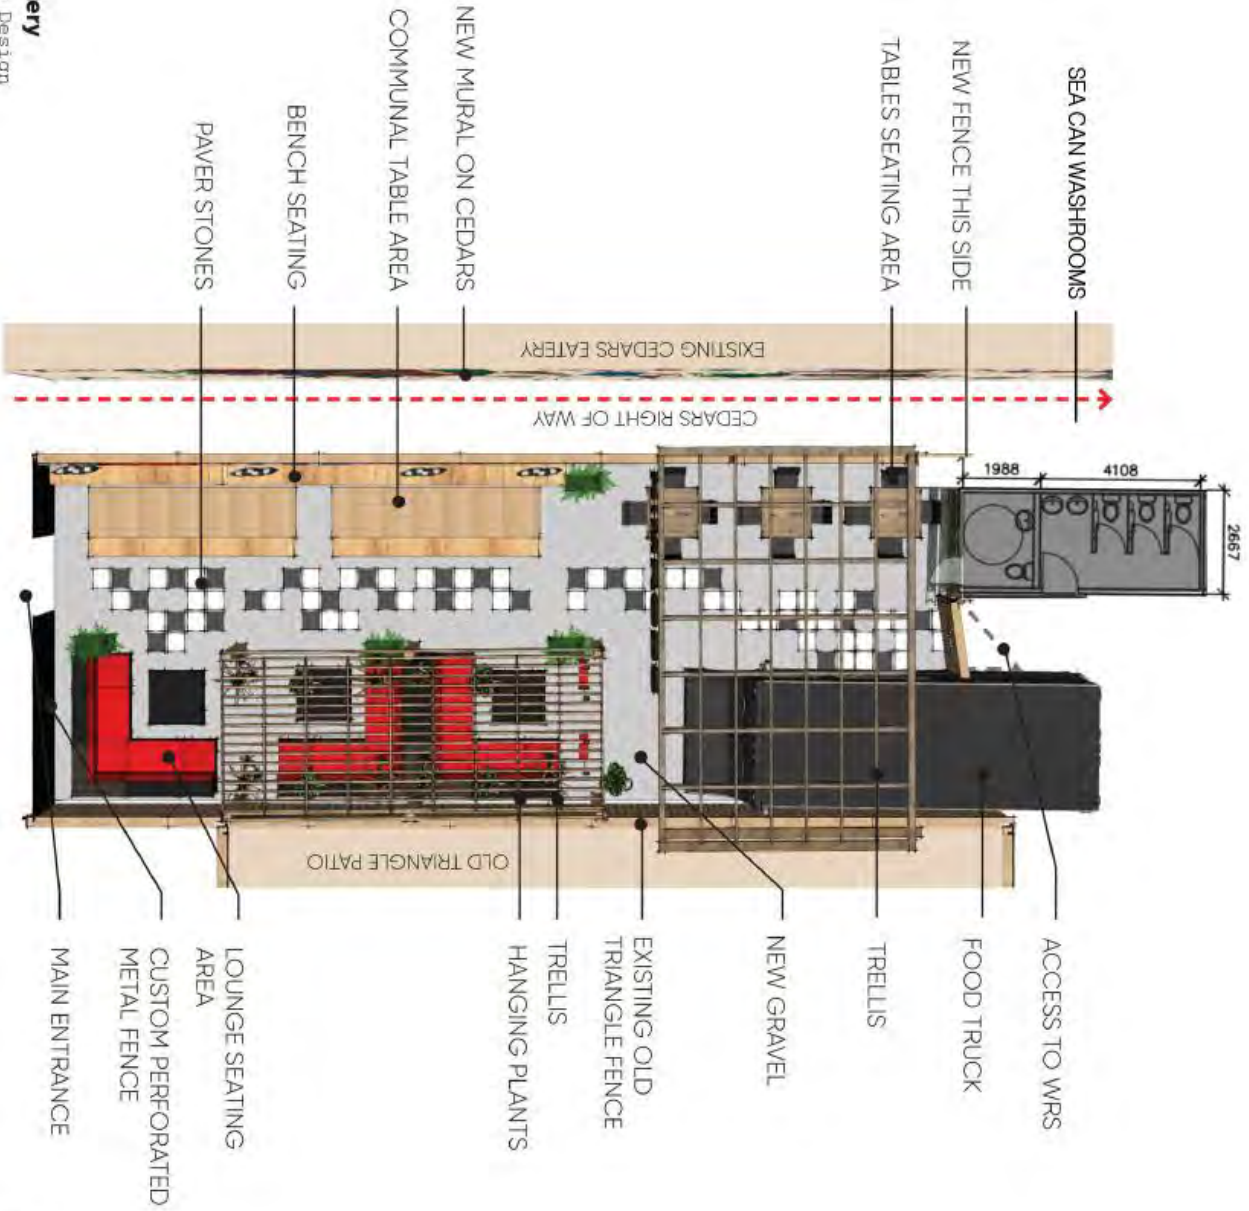 ery
Design
NEW MURAL ON CEDARS
COMMUNAL TABLE AREA
BENCH SEATING
PAVER STONES
TABLES SEATING AREA
NEW FENCE THIS SIDE
SEA CAN WASHROOMS
EXISTING CEDARS EATERY
CEDARS RIGHT OF WAY
1988
4108
2667
OLD TRIANGLE PATIO
MAIN ENTRANCE
CUSTOM PERFORATED
METAL FENCE
LOUNGE SEATING
AREA
HANGING PLANTS
TRELLIS
EXISTING OLD
TRIANGLE FENCE
NEW GRAVEL
TRELLIS
FOOD TRUCK
ACCESS TO WRS